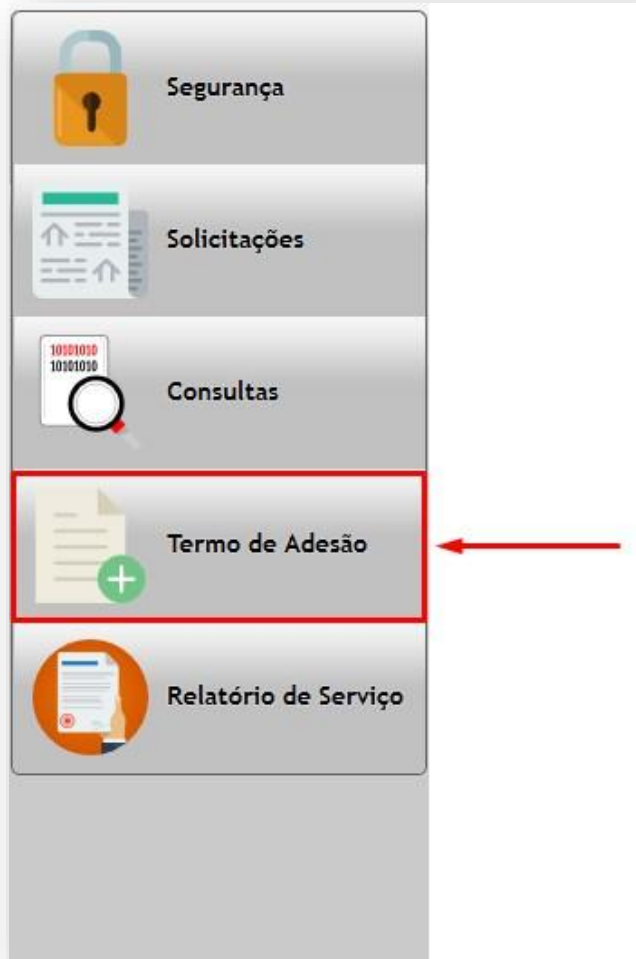 Segurança
Solicitações
10101010
10101010
Consultas
Termo de Adesão
Relatório de Serviço